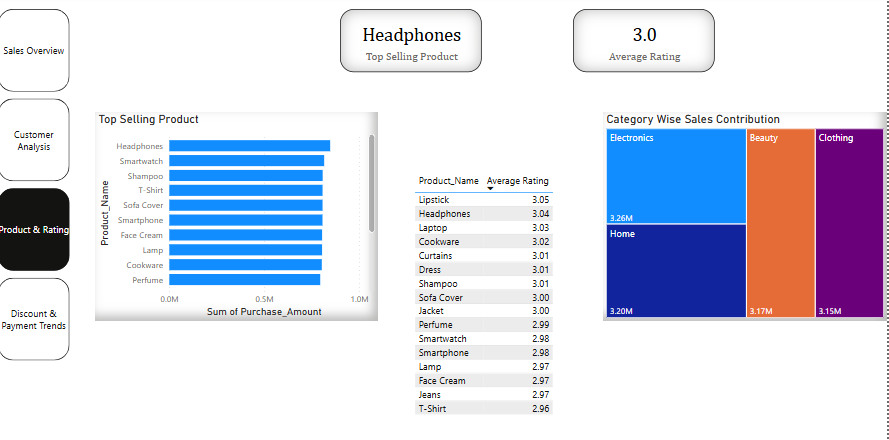 Sales Overview
Customer
Analysis
Product & Rating
Discount &
Payment Trends
Headphones
Top Selling Product
3.0
Average Rating
Top Selling Product
Product_Name
Headphones
Smartwatch
Shampoo
T-Shirt
Sofa Cover
Smartphone
Face Cream
Lamp
Cookware
Perfume
0.0M 0.5M 1.0M
Sum of Purchase_Amount
Product_Name Average Rating
Lipstick 3.05
Headphones 3.04
Laptop 3.03
Cookware 3.02
Curtains 3.01
Dress 3.01
Shampoo 3.01
Sofa Cover 3.00
Jacket 3.00
Perfume 2.99
Smartwatch 2.98
Smartphone 2.98
Lamp 2.97
Face Cream 2.97
Jeans 2.97
T-Shirt 2.96
Category Wise Sales Contribution
Electronics
3.26M
Home
3.20M
Beauty
3.17M
Clothing
3.15M